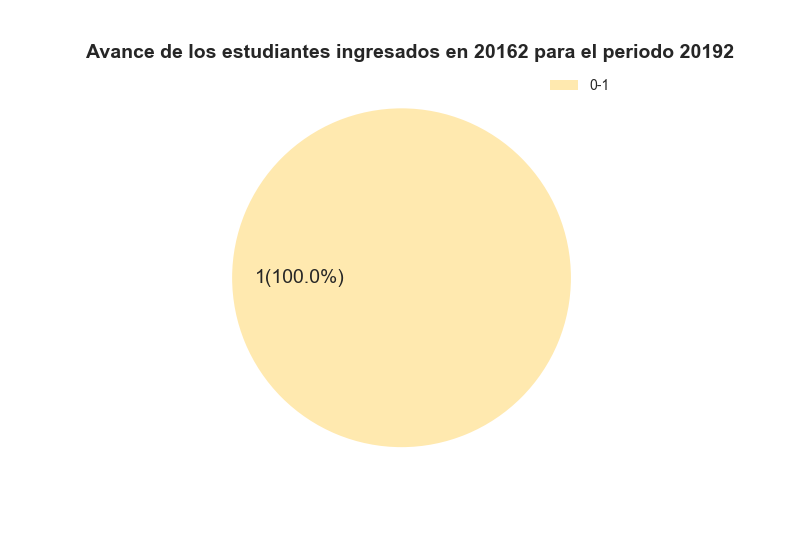 Avance de los estudiantes ingresados en 20162 para el periodo 20192
0-1
1(100.0%)